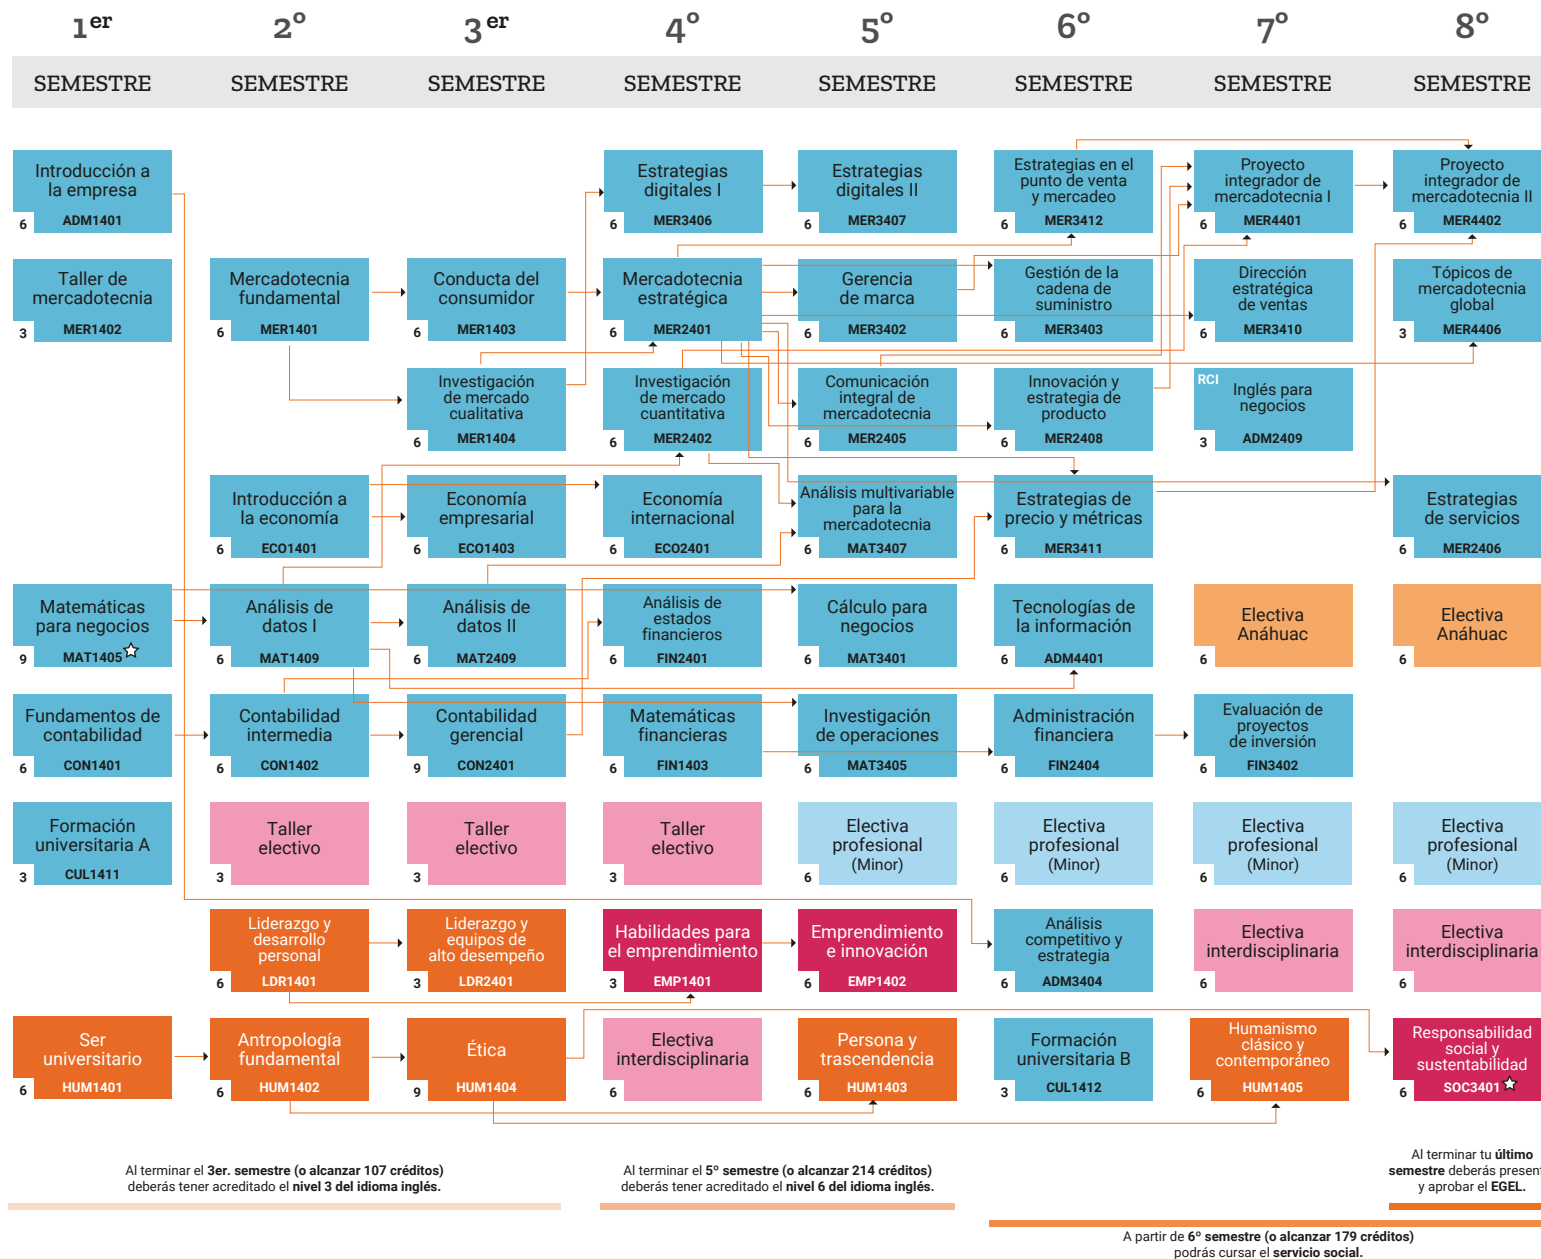 1er 2º 3er 4º 5º 6º 7º 8º
SEMESTRE SEMESTRE SEMESTRE SEMESTRE SEMESTRE SEMESTRE SEMESTRE SEMESTRE
Introducción a
la empresa
6 ADM1401
Estrategias
digitales I
6 MER3406
Estrategias
digitales II
6 MER3407
Estrategias en el
punto de venta
y mercadeo
6 MER3412
Proyecto
integrador de
mercadotecnia I
6 MER4401
Proyecto
integrador de
mercadotecnia II
6 MER4402
Taller de
mercadotecnia
3 MER1402
Mercadotecnia
fundamental
6 MER1401
Conducta del
consumidor
6 MER1403
Mercadotecnia
estratégica
6 MER2401
Gerencia
de marca
6 MER3402
Gestión de la
cadena de
suministro
6 MER3403
Dirección
estratégica
de ventas
6 MER3410
Tópicos de
mercadotecnia
global
3 MER4406
Investigación
de mercado
cualitativa
6 MER1404
Investigación
de mercado
cuantitativa
6 MER2402
Comunicación
integral de
mercadotecnia
6 MER2405
Innovación y
estrategia de
producto
6 MER2408
RCI
Inglés para
negocios
3 ADM2409
Introducción a
la economía
6 ECO1401
Economía
empresarial
6 ECO1403
Economía
internacional
6 ECO2401
Análisis multivariable
para la
mercadotecnia
6 MAT3407
Estrategias de
precio y métricas
6 MER3411
Estrategias
de servicios
6 MER2406
Matemáticas
para negocios
9 MAT1405
Análisis de
datos I
6 MAT1409
Análisis de
datos II
6 MAT2409
Análisis de
estados
financieros
6 FIN2401
Cálculo para
negocios
6 MAT3401
Tecnologías de
la información
6 ADM4401
Electiva
Anáhuac
6
Electiva
Anáhuac
6
Fundamentos de
contabilidad
6 CON1401
Contabilidad
intermedia
6 CON1402
Contabilidad
gerencial
9 CON2401
Matemáticas
financieras
6 FIN1403
Investigación
de operaciones
6 MAT3405
Administración
financiera
6 FIN2404
Evaluación de
proyectos
de inversión
6 FIN3402
Formación
universitaria A
3 CUL1411
Taller
electivo
3
Taller
electivo
3
Taller
electivo
3
Electiva
profesional
(Minor)
6
Electiva
profesional
(Minor)
6
Electiva
profesional
(Minor)
6
Electiva
profesional
(Minor)
6
Liderazgo y
desarrollo
personal
6 LDR1401
Liderazgo y
equipos de
alto desempeño
3 LDR2401
Habilidades para
el emprendimiento
3 EMP1401
Emprendimiento
e innovación
6 EMP1402
Análisis
competitivo y
estrategia
6 ADM3404
Electiva
interdisciplinaria
6
Electiva
interdisciplinaria
6
Ser
universitario
6 HUM1401
Antropología
fundamental
6 HUM1402
Ética
9 HUM1404
Electiva
interdisciplinaria
6
Persona y
trascendencia
6 HUM1403
Formación
universitaria B
3 CUL1412
Humanismo
clásico y
contemporáneo
6 HUM1405
Responsabilidad
social y
sustentabilidad
6 SOC3401
Al terminar el 3er. semestre (o alcanzar 107 créditos)
deberás tener acreditado el nivel 3 del idioma inglés.
Al terminar el 5º semestre (o alcanzar 214 créditos)
deberás tener acreditado el nivel 6 del idioma inglés.
Al terminar tu último
semestre deberás present
y aprobar el EGEL.
A partir de 6º semestre (o alcanzar 179 créditos)
podrás cursar el servicio social.